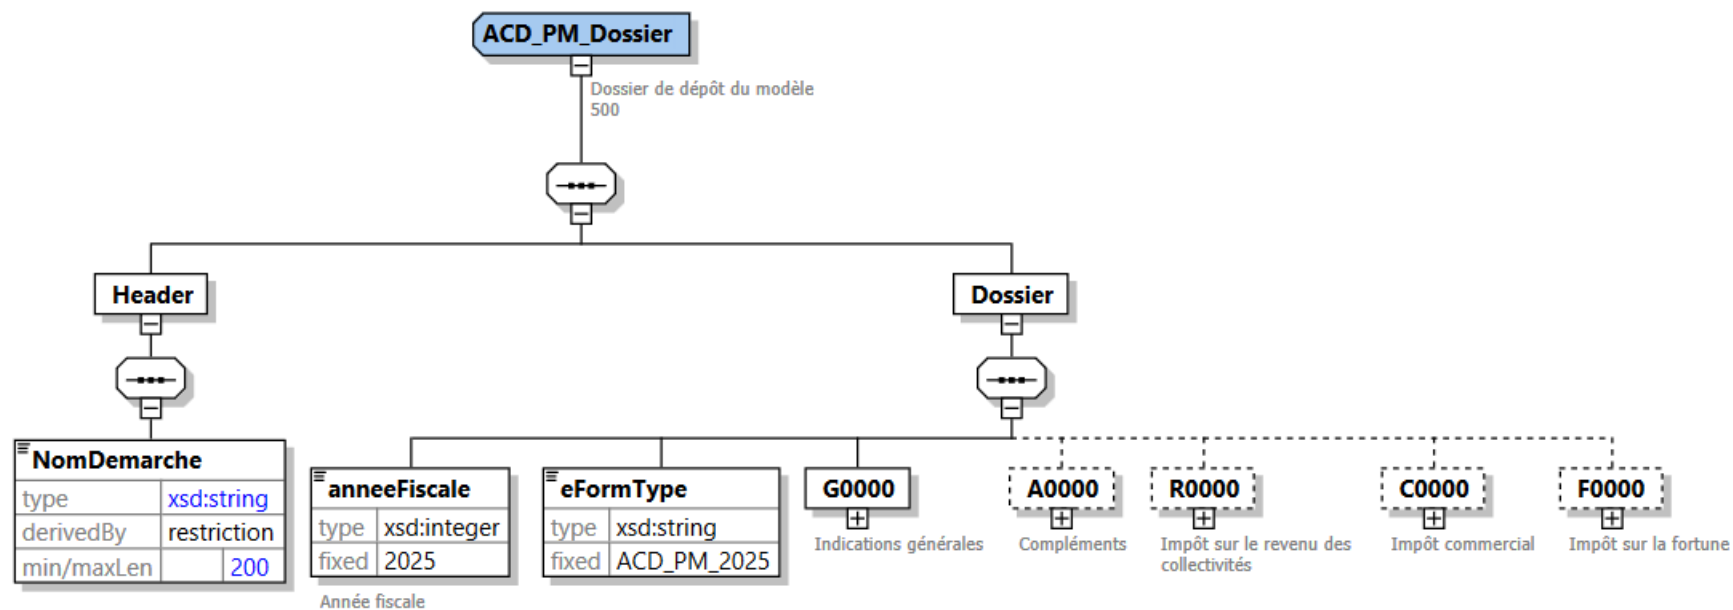 ACD_PM_Dossier
Dossier de dépôt du modèle
500
Header
Dossier
NomDemarche
type xsd:string
derivedBy restriction
min/maxLen 200
anneeFiscale
type xsd:integer
fixed 2025
Année fiscale
eFormType
type xsd:string
fixed ACD_PM_2025
G0000
Indications générales
A0000
Compléments
R0000
Impôt sur le revenu des
collectivités
C0000
Impôt commercial
F0000
Impôt sur la fortune